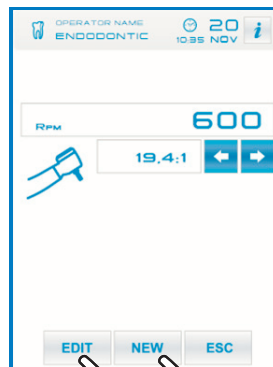 OPERATOR NAME
ENDODONTIC
20
10:35 NOV
i
RPM
600
19,4:1
EDIT
NEW
ESC